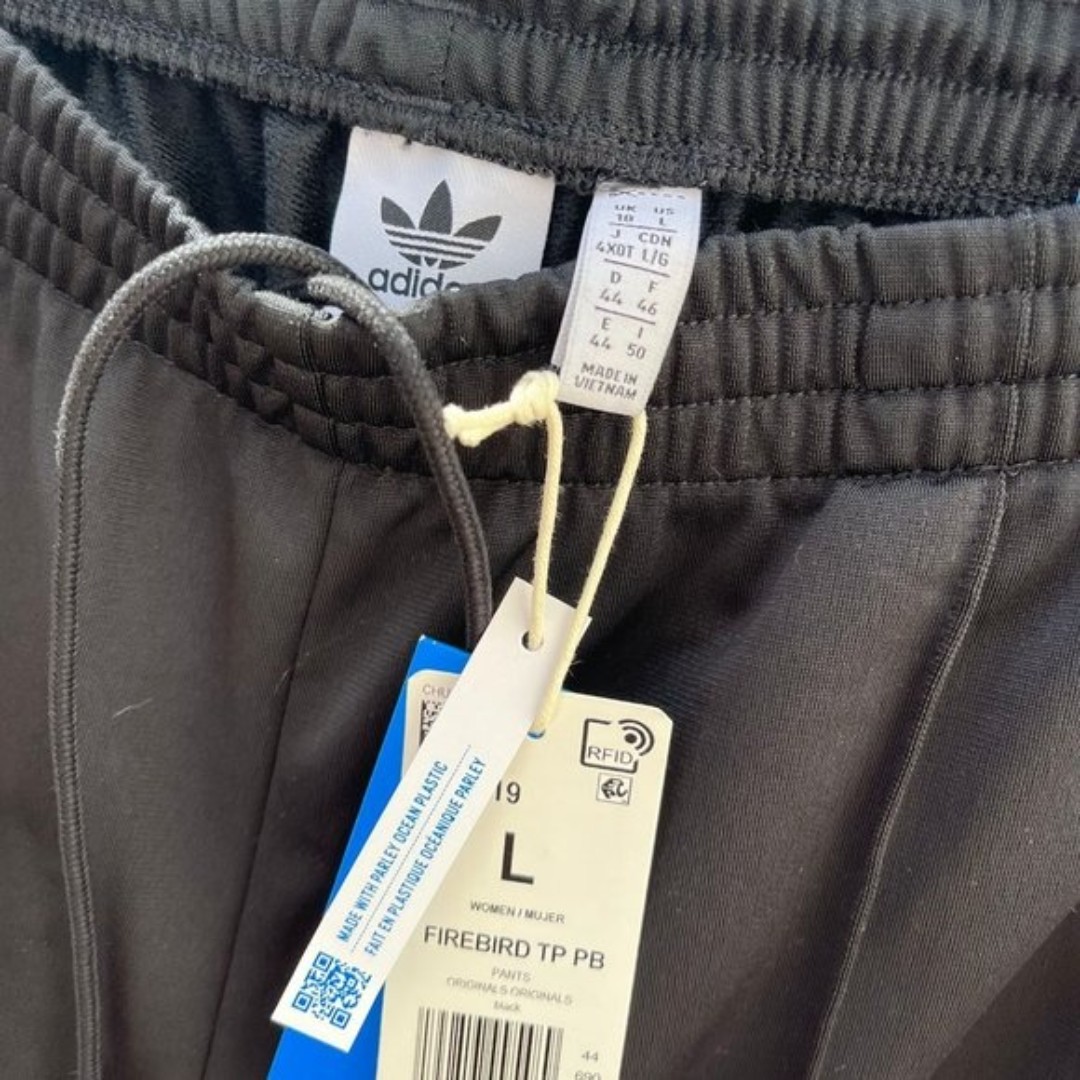 adidas
UK US
10 L
J CDN
4XOT L/G
D F
44 46
E I
44 50
MADE IN
VIETNAM
MADE WITH PARLEY OCEAN PLASTIC
FAIT EN PLASTIQUE OCÉANIQUE PARLEY
RFID
19
L
WOMEN / MUJER
FIREBIRD TP PB
PANTS
ORIGINALS ORIGINALS
black
44
690